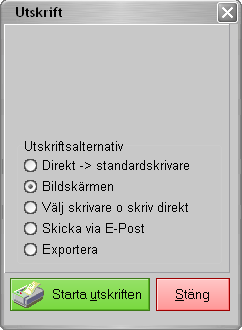 Utskrift
Utskriftsalternativ
Direkt -> standardskrivare
Bildskärmen
Välj skrivare o skriv direkt
Skicka via E-Post
Exportera
Starta utskriften
Stäng